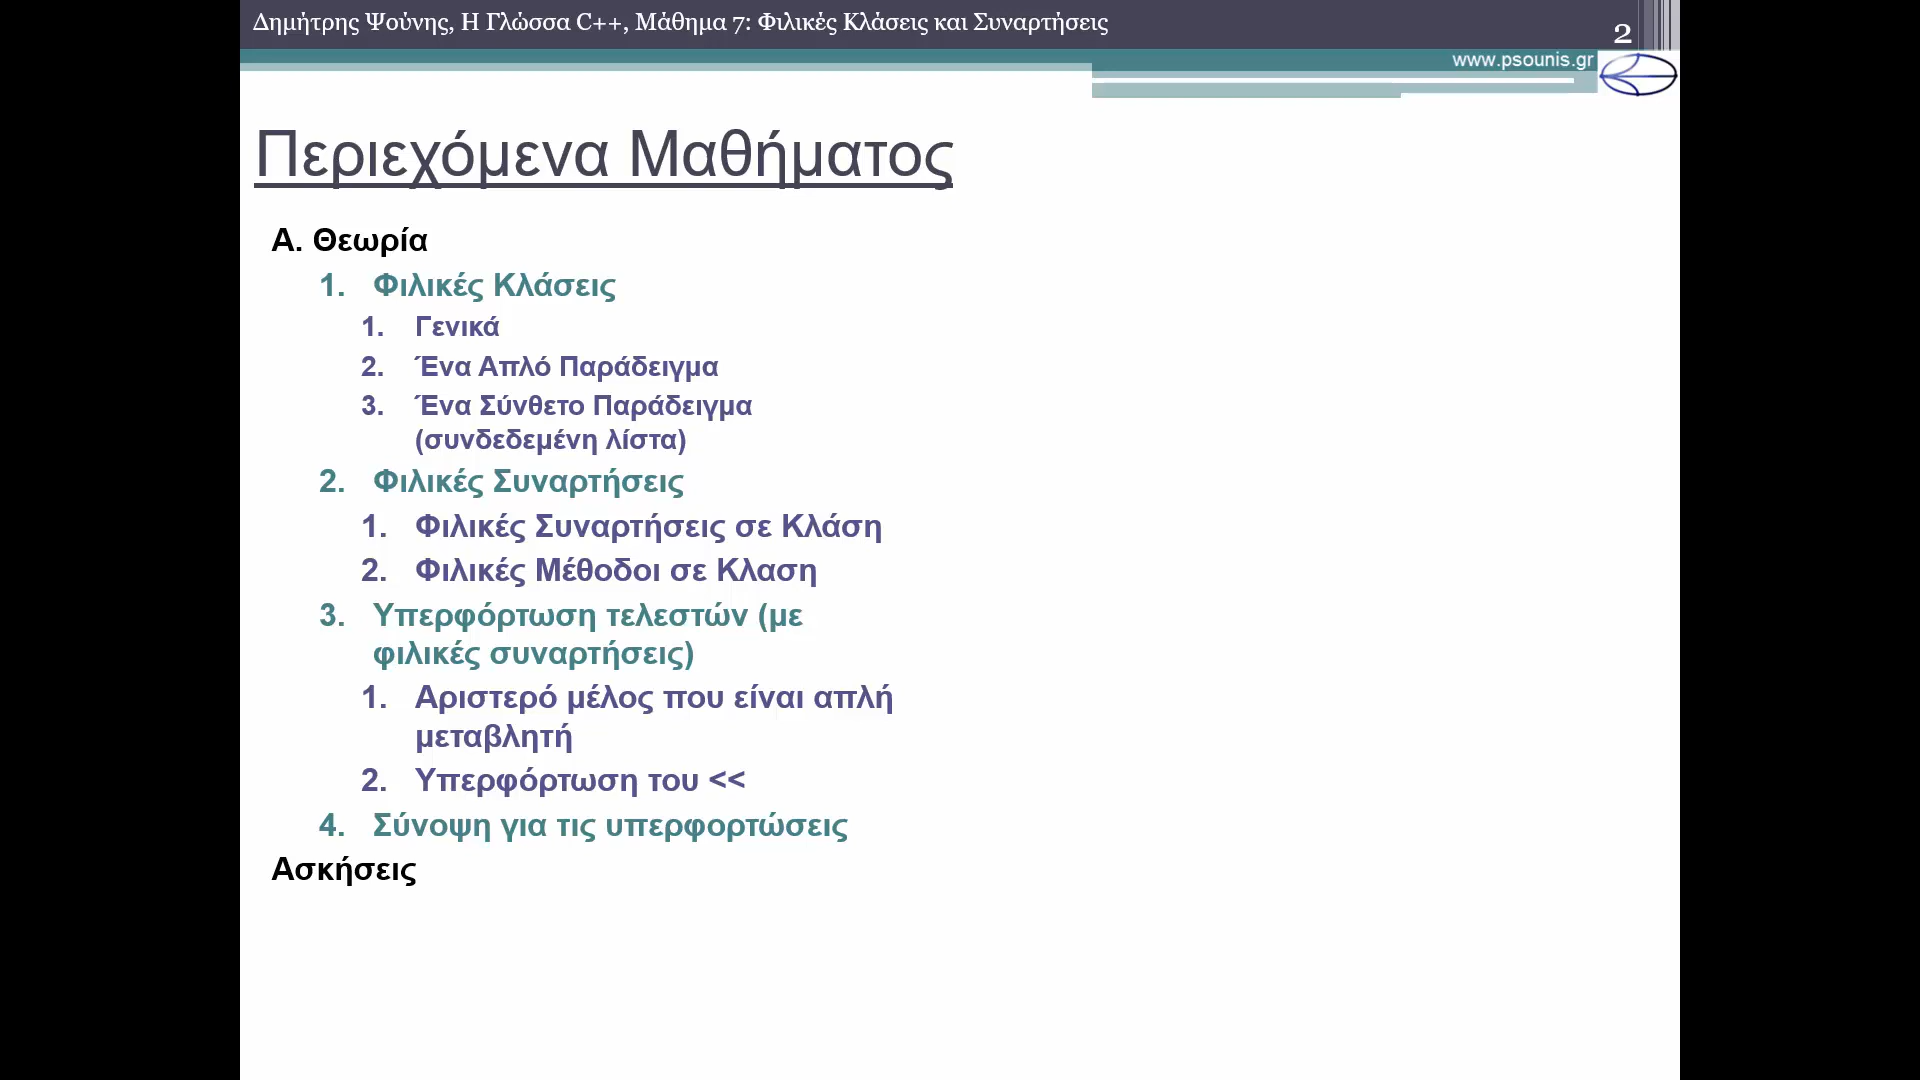 Δημήτρης Ψούνης, Η Γλώσσα C++, Μάθημα 7: Φιλικές Κλάσεις και Συναρτήσεις
2
www.psounis.gr
Περιεχόμενα Μαθήματος
Α. Θεωρία
1. Φιλικές Κλάσεις
1. Γενικά
2. Ένα Απλό Παράδειγμα
3. Ένα Σύνθετο Παράδειγμα
(συνδεδεμένη λίστα)
2. Φιλικές Συναρτήσεις
1. Φιλικές Συναρτήσεις σε Κλάση
2. Φιλικές Μέθοδοι σε Κλαση
3. Υπερφόρτωση τελεστών (με
φιλικές συναρτήσεις)
1. Αριστερό μέλος που είναι απλή
μεταβλητή
2. Υπερφόρτωση του <<
4. Σύνοψη για τις υπερφορτώσεις
Ασκήσεις